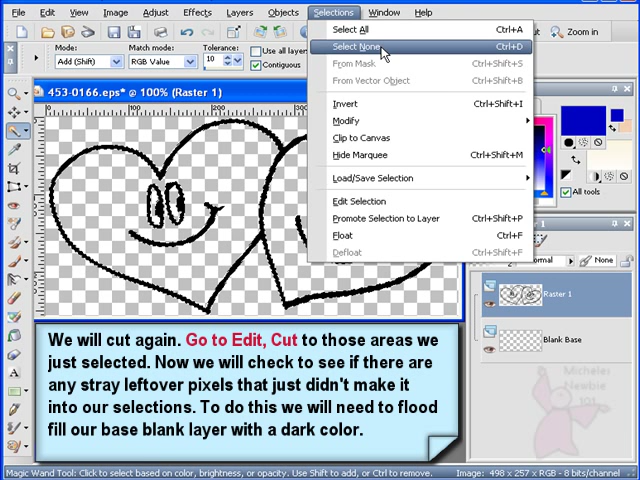 File Edit View Image Adjust Effects Layers Objects Selections Window Help
Zoom in
Mode: Match mode: Tolerance:
Add (Shift) RGB Value 10 Use all layer
Contiguous
453-0166.eps* @ 100% (Raster 1)
Select All Ctrl+A
Select None Ctrl+D
From Mask Ctrl+Shift+S
From Vector Object Ctrl+Shift+B
Invert Ctrl+Shift+I
Modify
Clip to Canvas
Hide Marquee Ctrl+Shift+M
Load/Save Selection
Edit Selection
Promote Selection to Layer Ctrl+Shift+P
Float Ctrl+F
Defloat Ctrl+Shift+F
All tools
Normal None
Raster 1
Blank Base
Micheles
Newbie
101
We will cut again. Go to Edit, Cut to those areas we
just selected. Now we will check to see if there are
any stray leftover pixels that just didn't make it
into our selections. To do this we will need to flood
fill our base blank layer with a dark color.
Magic Wand Tool: Click to select based on color, brightness, or opacity. Use Shift to add, or Ctrl to remove.
Image: 498 x 257 x RGB - 8 bits/channel